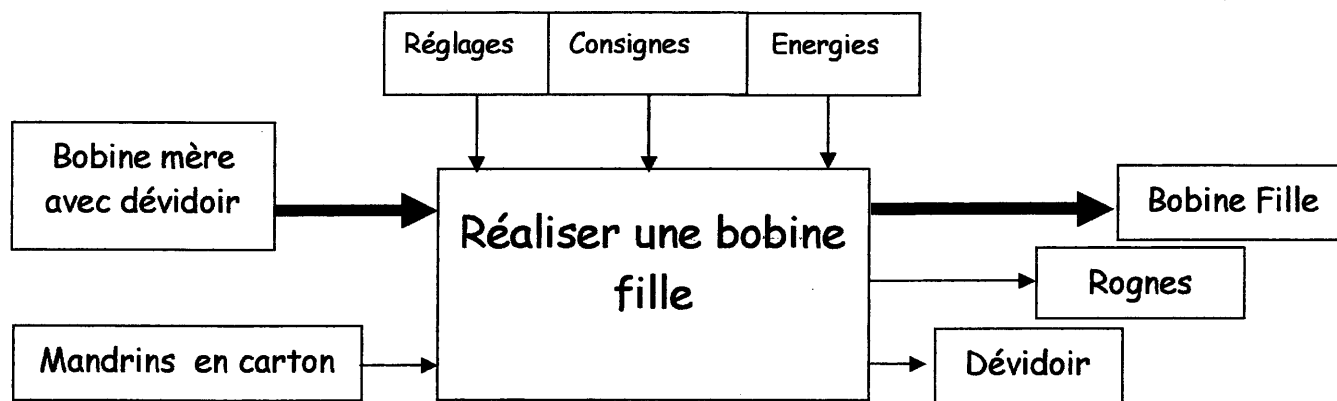 Réglages
Consignes
Energies
Bobine mère
avec dévidoir
Réaliser une bobine
fille
Bobine Fille
Rognes
Mandrins en carton
Dévidoir